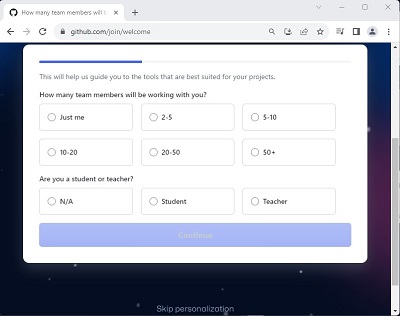 How many team members will b
github.com/join/welcome
This will help us guide you to the tools that are best suited for your projects.
How many team members will be working with you?
Just me
2-5
5-10
10-20
20-50
50+
Are you a student or teacher?
N/A
Student
Teacher
Continue
Skip personalization